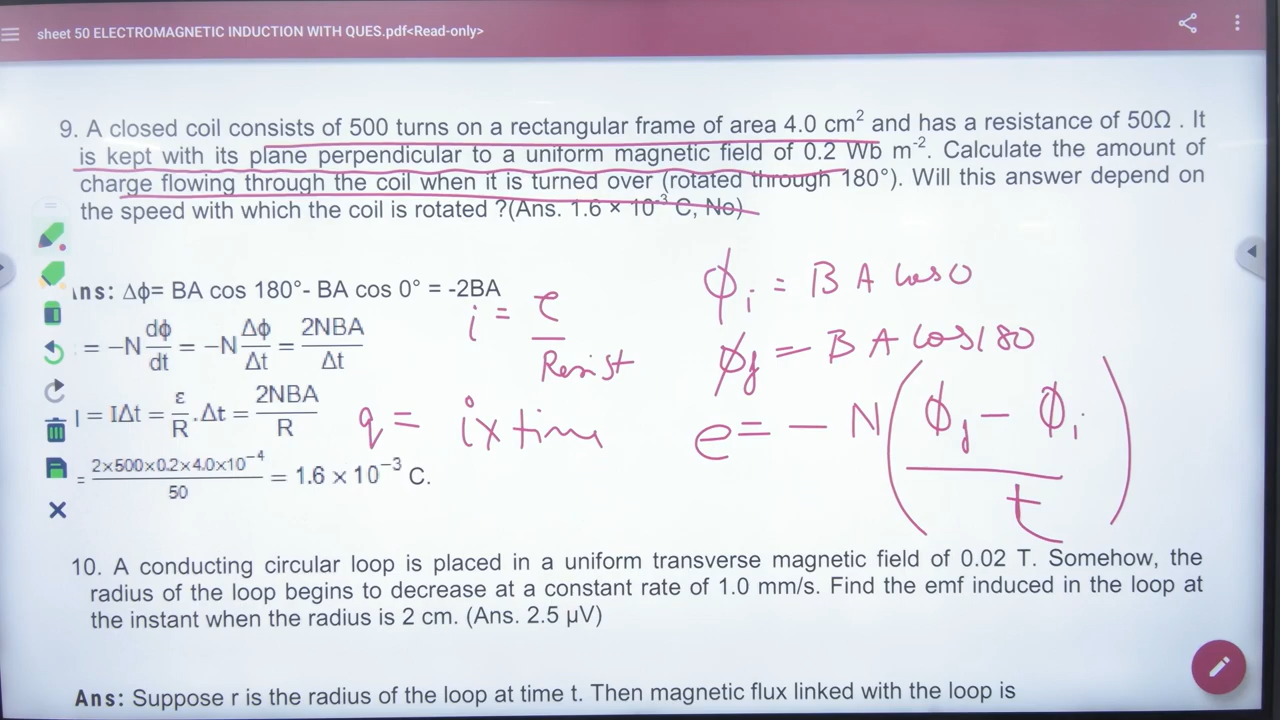 sheet 50 ELECTROMAGNETIC INDUCTION WITH QUES.pdf<Read-only>
9. A closed coil consists of 500 turns on a rectangular frame of area 4.0 cm² and has a resistance of 50Ω . It
is kept with its plane perpendicular to a uniform magnetic field of 0.2 Wb m⁻². Calculate the amount of
charge flowing through the coil when it is turned over (rotated through 180°). Will this answer depend on
the speed with which the coil is rotated ?(Ans. 1.6 × 10⁻³ C, No)
ns: Δϕ= BA cos 180°- BA cos 0° = -2BA
= −N dϕ/dt = −N Δϕ/Δt = 2NBA/Δt
= IΔt = ε/R . Δt = 2NBA/R
= 2×500×0.2×4.0×10⁻⁴/50 = 1.6 × 10⁻³ C.
i = e/Resist
q = i x time
ϕi = B A cos 0
ϕf = B A cos 180
e = − N (ϕf − ϕi / t)
10. A conducting circular loop is placed in a uniform transverse magnetic field of 0.02 T. Somehow, the
radius of the loop begins to decrease at a constant rate of 1.0 mm/s. Find the emf induced in the loop at
the instant when the radius is 2 cm. (Ans. 2.5 µV)
Ans: Suppose r is the radius of the loop at time t. Then magnetic flux linked with the loop is